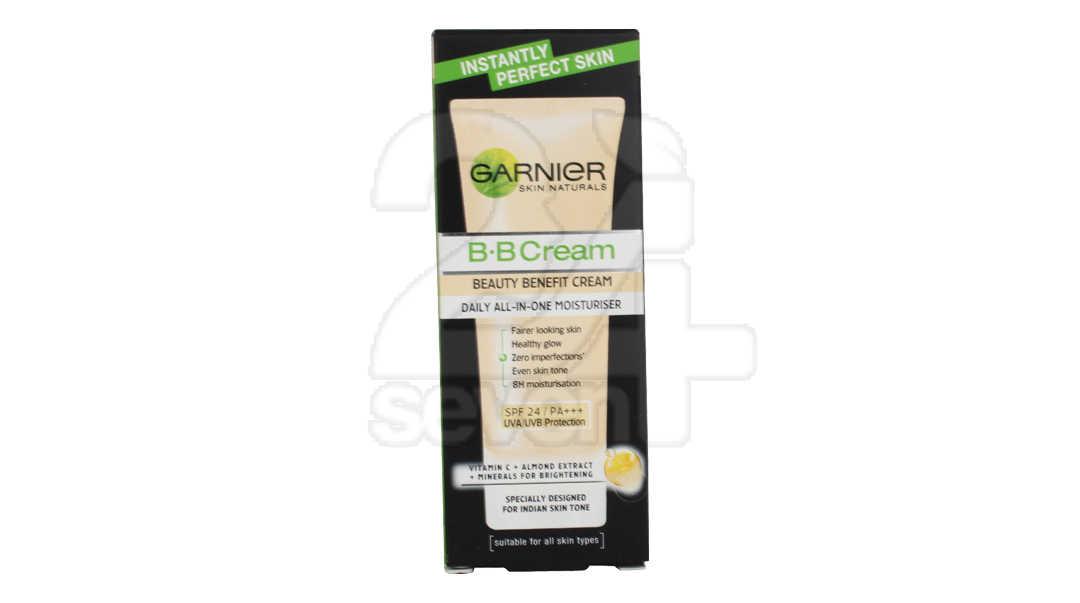 INSTANTLY
PERFECT SKIN
GARNIER
SKIN NATURALS
B·B Cream
BEAUTY BENEFIT CREAM
DAILY ALL-IN-ONE MOISTURISER
Fairer looking skin
Healthy glow
Zero imperfections*
Even skin tone
8H moisturisation
SPF 24 / PA+++
UVA/UVB Protection
VITAMIN C + ALMOND EXTRACT
+ MINERALS FOR BRIGHTENING
SPECIALLY DESIGNED
FOR INDIAN SKIN TONE
[suitable for all skin types]
24
seven